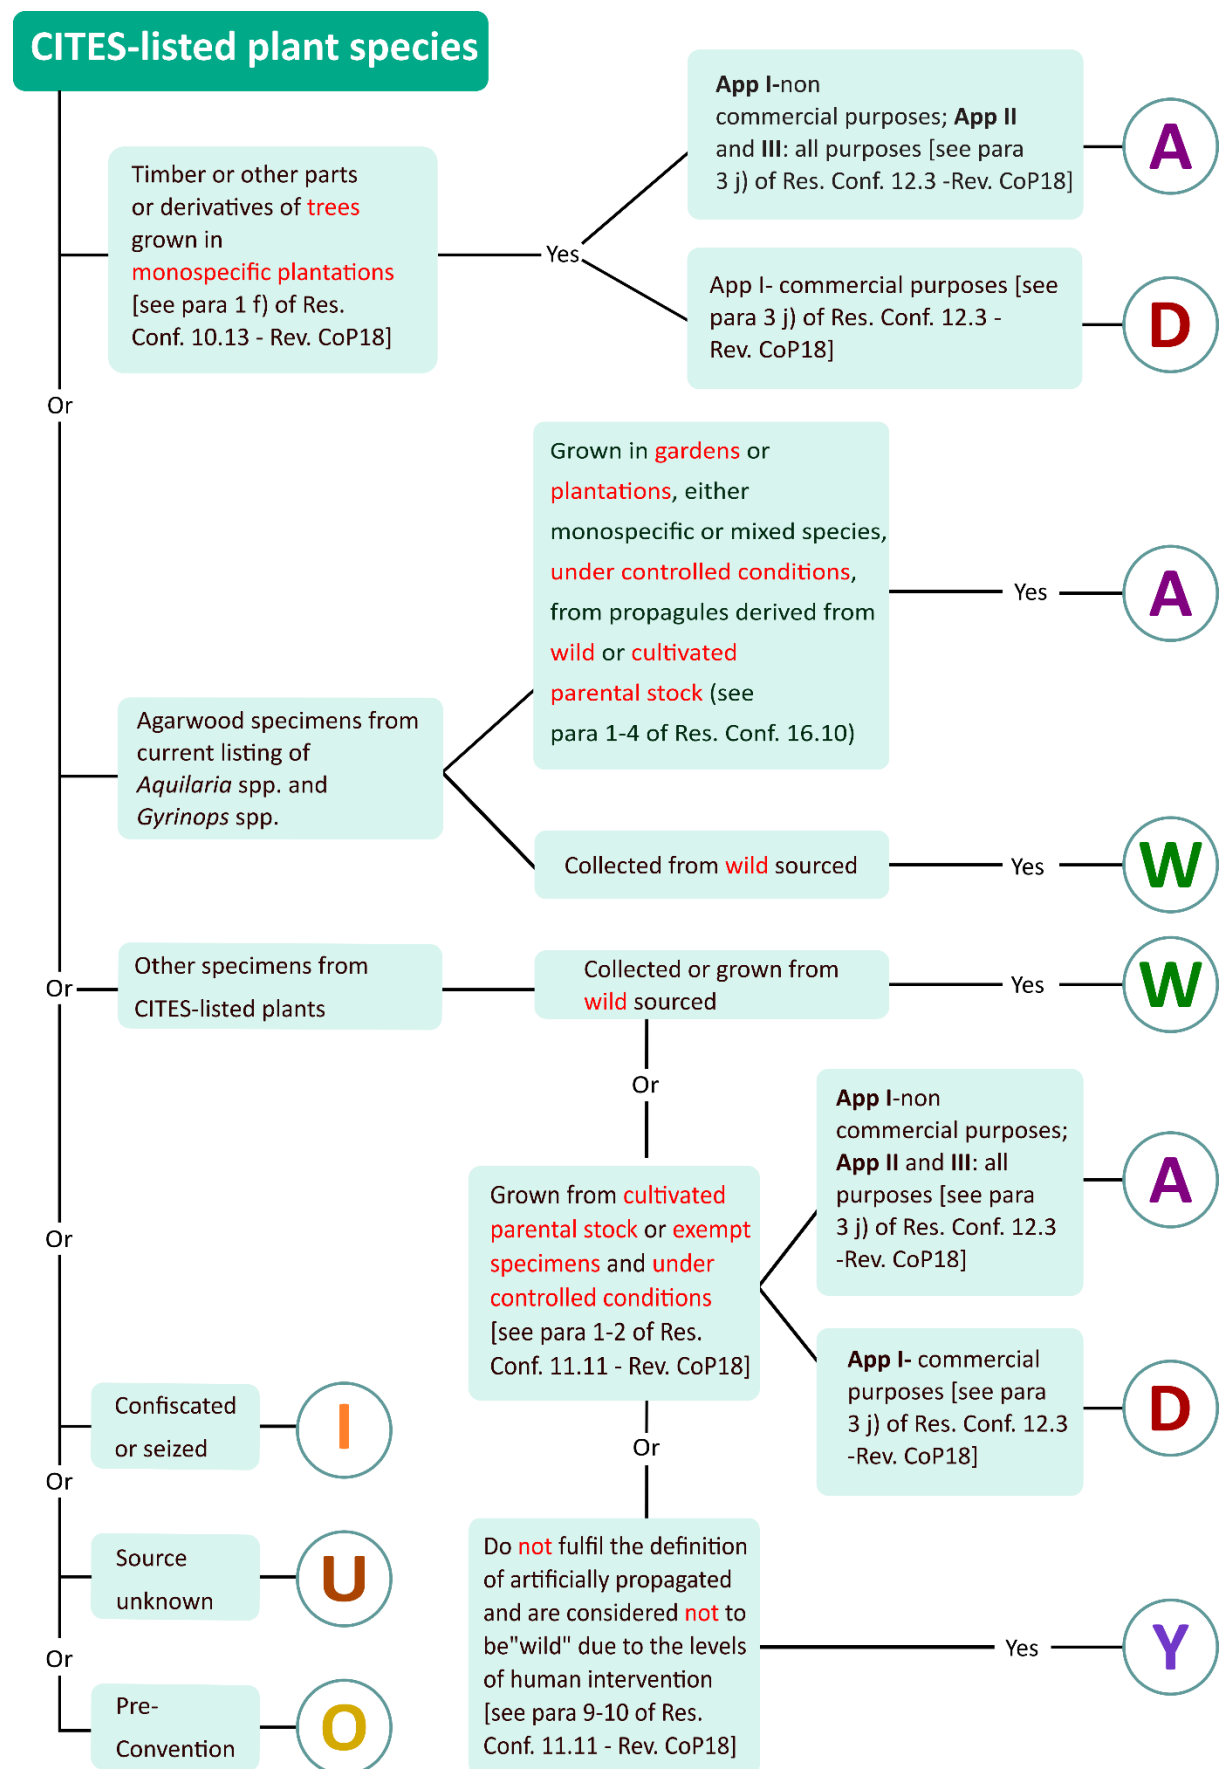 CITES-listed plant species
Timber or other parts
or derivatives of trees
grown in
monospecific plantations
[see para 1 f) of Res.
Conf. 10.13 - Rev. CoP18]
Yes
App I-non
commercial purposes; App II
and III: all purposes [see para
3 j) of Res. Conf. 12.3 -Rev. CoP18]
A
App I- commercial purposes [see
para 3 j) of Res. Conf. 12.3 -
Rev. CoP18]
D
Or
Agarwood specimens from
current listing of
Aquilaria spp. and
Gyrinops spp.
Grown in gardens or
plantations, either
monospecific or mixed species,
under controlled conditions,
from propagules derived from
wild or cultivated
parental stock (see
para 1-4 of Res. Conf. 16.10)
Yes
A
Collected from wild sourced
Yes
W
Or
Other specimens from
CITES-listed plants
Collected or grown from
wild sourced
Yes
W
Or
Grown from cultivated
parental stock or exempt
specimens and under
controlled conditions
[see para 1-2 of Res.
Conf. 11.11 - Rev. CoP18]
App I-non
commercial purposes;
App II and III: all
purposes [see para
3 j) of Res. Conf. 12.3
-Rev. CoP18]
A
App I- commercial
purposes [see para
3 j) of Res. Conf. 12.3
-Rev. CoP18]
D
Or
Do not fulfil the definition
of artificially propagated
and are considered not to
be"wild" due to the levels
of human intervention
[see para 9-10 of Res.
Conf. 11.11 - Rev. CoP18]
Yes
Y
Or
Confiscated
or seized
I
Or
Source
unknown
U
Or
Pre-
Convention
O